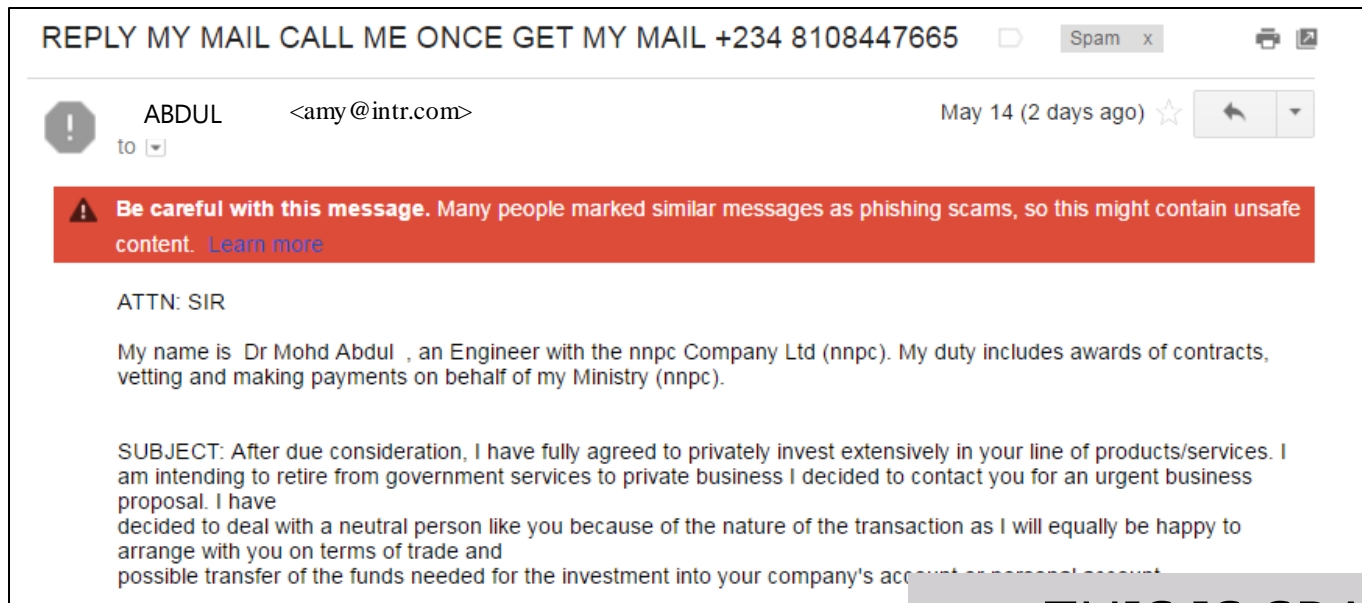 REPLY MY MAIL CALL ME ONCE GET MY MAIL +234 8108447665 Spam x
ABDUL <amy@intr.com> May 14 (2 days ago)
to
Be careful with this message. Many people marked similar messages as phishing scams, so this might contain unsafe
content. Learn more
ATTN: SIR
My name is Dr Mohd Abdul , an Engineer with the nnpc Company Ltd (nnpc). My duty includes awards of contracts,
vetting and making payments on behalf of my Ministry (nnpc).
SUBJECT: After due consideration, I have fully agreed to privately invest extensively in your line of products/services. I
am intending to retire from government services to private business I decided to contact you for an urgent business
proposal. I have
decided to deal with a neutral person like you because of the nature of the transaction as I will equally be happy to
arrange with you on terms of trade and
possible transfer of the funds needed for the investment into your company's account or personal account